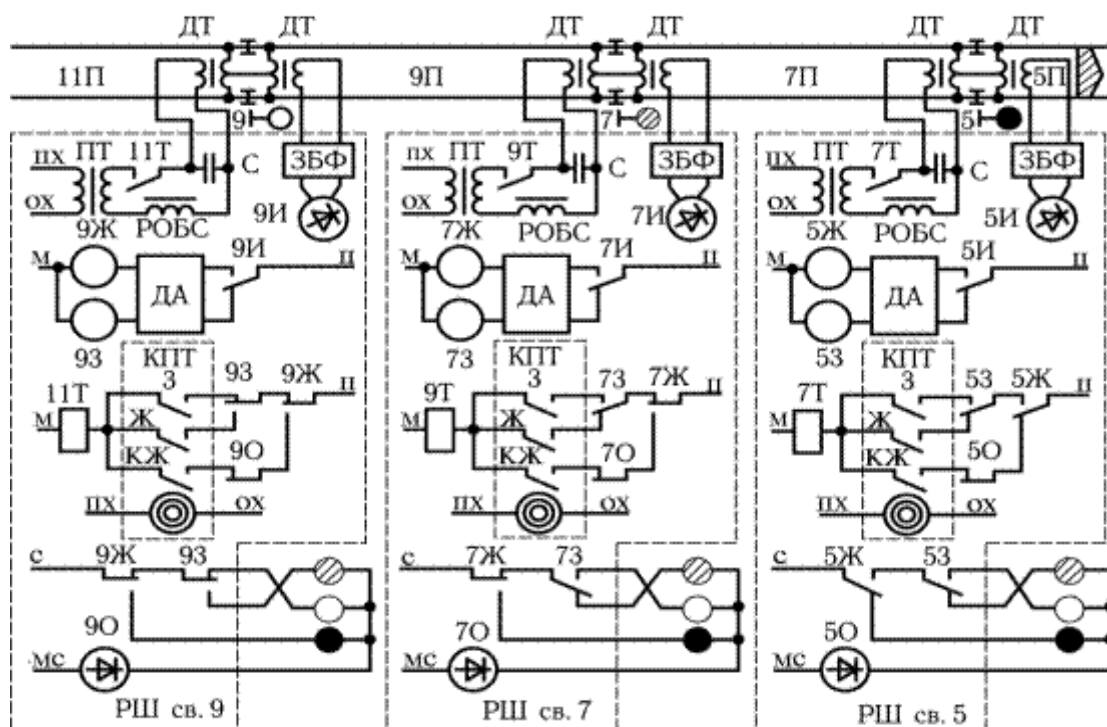 ДТ ДТ ДТ ДТ ДТ ДТ
11П 9П 7П 5П
9 7 5
ПХ ПТ 11Т С ЗБФ ПХ ПТ 9Т С ЗБФ ПХ ПТ 7Т С ЗБФ
ОХ РОБС 9И ОХ РОБС 7И ОХ РОБС 5И
9Ж 7Ж 5Ж
М ДА 9И П М ДА 7И П М ДА 5И П
93 73 53
КПТ КПТ КПТ
11Т З 93 9Ж П 9Т З 73 7Ж П 7Т З 53 5Ж П
М Ж М Ж М Ж
КЖ 9О КЖ 7О КЖ 5О
ПХ ОХ ПХ ОХ ПХ ОХ
С 9Ж 93 С 7Ж 73 С 5Ж 53
9О 7О 5О
МС МС МС
РШ св. 9 РШ св. 7 РШ св. 5